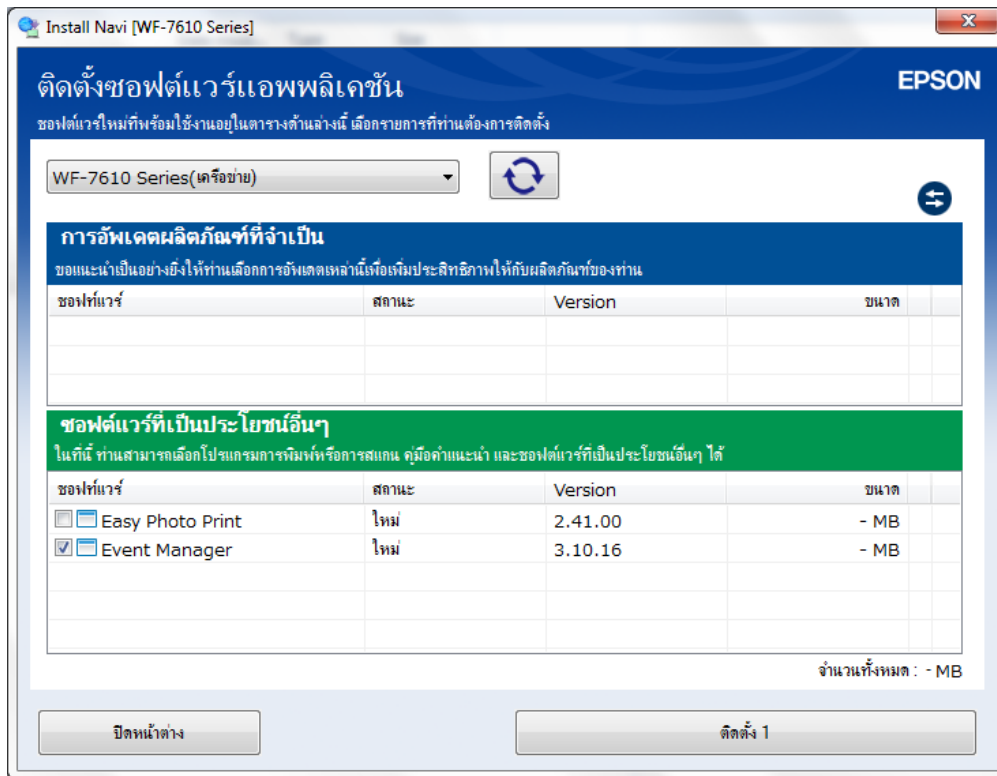 Install Navi [WF-7610 Series]
ติดตั้งซอฟต์แวร์แอพพลิเคชัน
EPSON
ซอฟต์แวร์ใหม่ที่พร้อมใช้งานอยู่ในตารางด้านล่างนี้ เลือกรายการที่ท่านต้องการติดตั้ง
WF-7610 Series(เครือข่าย)
การอัพเดตผลิตภัณฑ์ที่จำเป็น
ขอแนะนำเป็นอย่างยิ่งให้ท่านเลือกการอัพเดตเหล่านี้เพื่อเพิ่มประสิทธิภาพให้กับผลิตภัณฑ์ของท่าน
ซอฟท์แวร์ สถานะ Version ขนาด
ซอฟต์แวร์ที่เป็นประโยชน์อื่นๆ
ในที่นี้ ท่านสามารถเลือกโปรแกรมการพิมพ์หรือการสแกน คู่มือคำแนะนำ และซอฟต์แวร์ที่เป็นประโยชน์อื่นๆ ได้
ซอฟท์แวร์ สถานะ Version ขนาด
Easy Photo Print ใหม่ 2.41.00 - MB
Event Manager ใหม่ 3.10.16 - MB
จำนวนทั้งหมด : - MB
ปิดหน้าต่าง ติดตั้ง 1